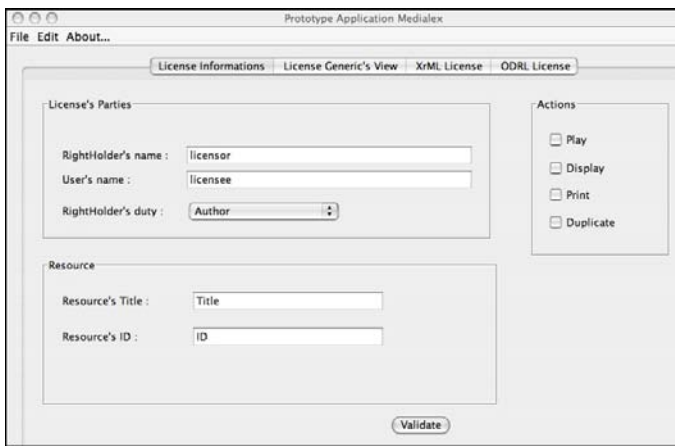 Prototype Application Medialex
File Edit About...
License Informations License Generic's View XrML License ODRL License
License's Parties
RightHolder's name : licensor
User's name : licensee
RightHolder's duty : Author
Actions
Play
Display
Print
Duplicate
Resource
Resource's Title : Title
Resource's ID : ID
Validate